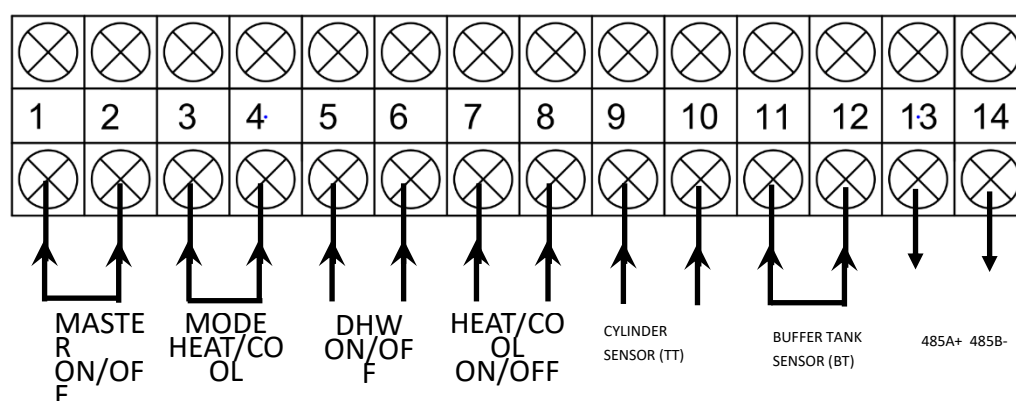 1 2 3 4 5 6 7 8 9 10 11 12 13 14
MASTE
R
ON/OF
F
MODE
HEAT/CO
OL
DHW
ON/OF
F
HEAT/CO
OL
ON/OFF
CYLINDER
SENSOR (TT)
BUFFER TANK
SENSOR (BT)
485A+ 485B-